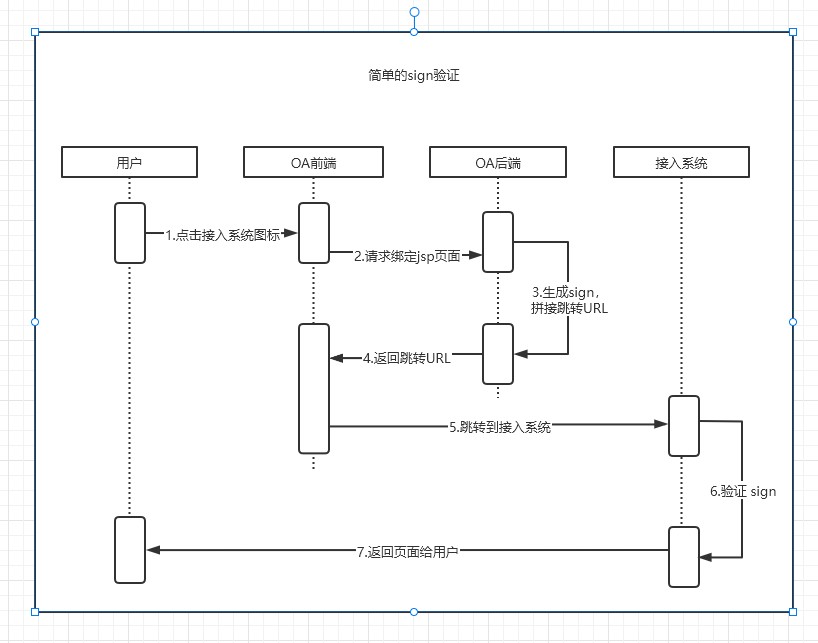 简单的sign验证
用户
OA前端
OA后端
接入系统
1.点击接入系统图标
2.请求绑定jsp页面
3.生成sign，
拼接跳转URL
4.返回跳转URL
5.跳转到接入系统
6.验证 sign
7.返回页面给用户